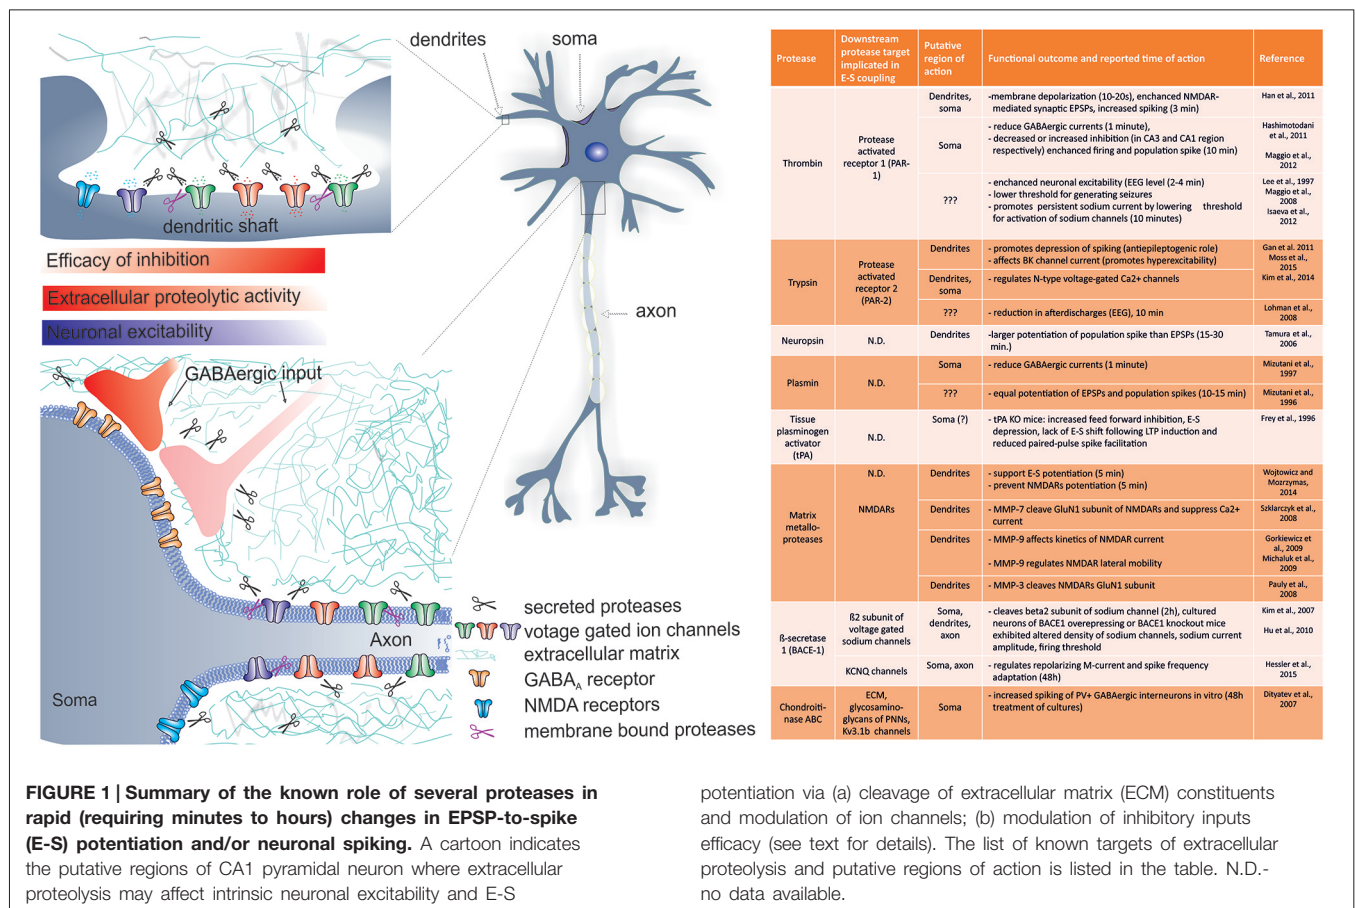 dendrites
soma
dendritic shaft
Efficacy of inhibition
Extracellular proteolytic activity
Neuronal excitability
axon
GABAergic input
Axon
Soma
secreted proteases
votage gated ion channels
extracellular matrix
GABAA receptor
NMDA receptors
membrane bound proteases
Protease
Downstream
protease target
implicated in
E-S coupling
Putative
region of
action
Functional outcome and reported time of action
Reference
Thrombin
Protease
activated
receptor 1 (PAR-
1)
Dendrites,
soma
-membrane depolarization (10-20s), enhanced NMDAR-
mediated synaptic EPSPs, increased spiking (3 min)
Han et al., 2011
Soma
- reduce GABAergic currents (1 minute),
- decreased or increased inhibition (in CA3 and CA1 region
respectively) enhanced firing and population spike (10 min)
Hashimotodani
et al., 2011
Maggio et al.,
2012
???
- enhanced neuronal excitability (EEG level (2-4 min)
- lower threshold for generating seizures
- promotes persistent sodium current by lowering threshold
for activation of sodium channels (10 minutes)
Lee et al., 1997
Maggio et al.,
2008
Isaeva et al.,
2012
Trypsin
Protease
activated
receptor 2
(PAR-2)
Dendrites
- promotes depression of spiking (antiepileptogenic role)
- affects BK channel current (promotes hyperexcitability)
Gan et al. 2011
Moss et al.,
2015
Dendrites,
soma
- regulates N-type voltage-gated Ca2+ channels
Kim et al., 2014
???
- reduction in afterdischarges (EEG), 10 min
Lohman et al.,
2008
Neuropsin
N.D.
Dendrites
-larger potentiation of population spike than EPSPs (15-30
min.)
Tamura et al.,
2006
Plasmin
N.D.
Soma
- reduce GABAergic currents (1 minute)
Mizutani et al.,
1997
???
- equal potentiation of EPSPs and population spikes (10-15 min)
Mizutani et al.,
1996
Tissue
plasminogen
activator
(tPA)
N.D.
Soma (?)
- tPA KO mice: increased feed forward inhibition, E-S
depression, lack of E-S shift following LTP induction and
reduced paired-pulse spike facilitation
Frey et al., 1996
Matrix
metallo-
proteases
N.D.
Dendrites
- support E-S potentiation (5 min)
- prevent NMDARs potentiation (5 min)
Wojtowicz and
Mozrzymas,
2014
NMDARs
Dendrites
- MMP-7 cleave GluN1 subunit of NMDARs and suppress Ca2+
current
Szklarczyk et al.,
2008
Dendrites
- MMP-9 affects kinetics of NMDAR current
- MMP-9 regulates NMDAR lateral mobility
Gorkiewicz et
al., 2009
Michaluk et al.,
2009
Dendrites
- MMP-3 cleaves NMDARs GluN1 subunit
Pauly et al.,
2008
ß-secretase
1 (BACE-1)
ß2 subunit of
voltage gated
sodium channels
Soma,
dendrites,
axon
- cleaves beta2 subunit of sodium channel (2h), cultured
neurons of BACE1 overepressing or BACE1 knockout mice
exhibited altered density of sodium channels, sodium current
amplitude, firing threshold
Kim et al., 2007
Hu et al., 2010
KCNQ channels
Soma, axon
- regulates repolarizing M-current and spike frequency
adaptation (48h)
Hessler et al.,
2015
Chondroiti-
nase ABC
ECM,
glycosamino-
glycans of PNNs,
Kv3.1b channels
Soma
- increased spiking of PV+ GABAergic interneurons in vitro (48h
treatment of cultures)
Dityatev et al.,
2007
FIGURE 1 | Summary of the known role of several proteases in
rapid (requiring minutes to hours) changes in EPSP-to-spike
(E-S) potentiation and/or neuronal spiking. A cartoon indicates
the putative regions of CA1 pyramidal neuron where extracellular
proteolysis may affect intrinsic neuronal excitability and E-S
potentiation via (a) cleavage of extracellular matrix (ECM) constituents
and modulation of ion channels; (b) modulation of inhibitory inputs
efficacy (see text for details). The list of known targets of extracellular
proteolysis and putative regions of action is listed in the table. N.D.-
no data available.